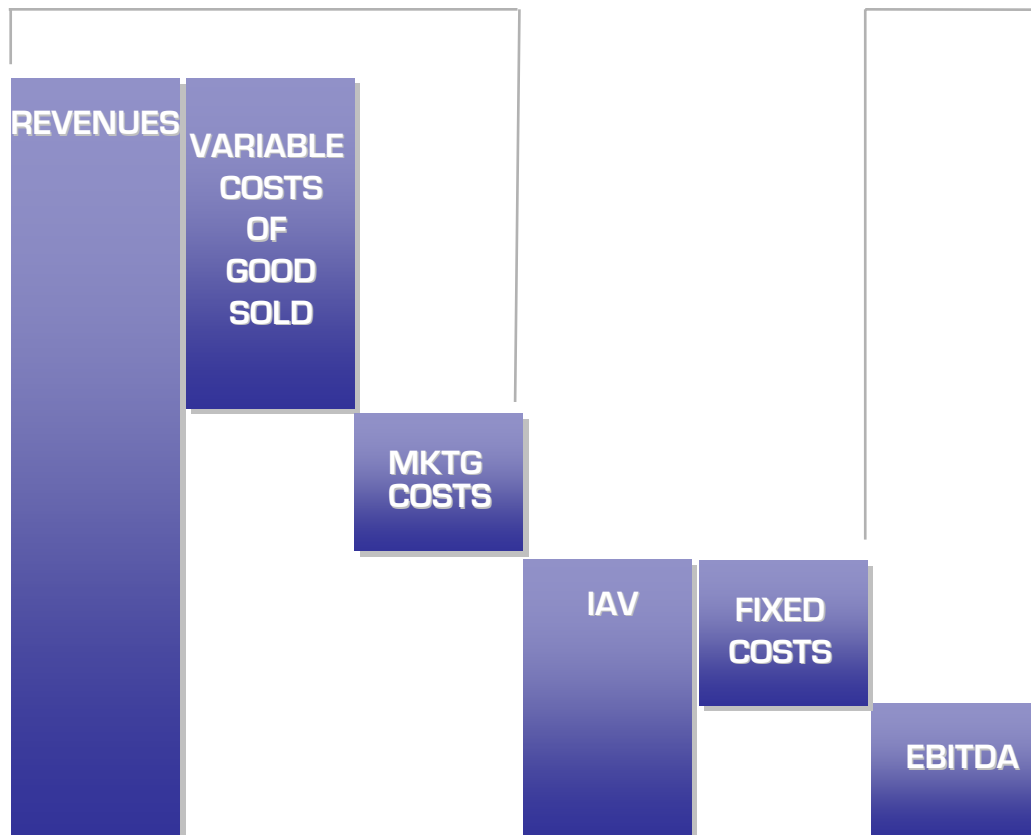 REVENUES
VARIABLE
COSTS
OF
GOOD
SOLD
MKTG
COSTS
IAV
FIXED
COSTS
EBITDA